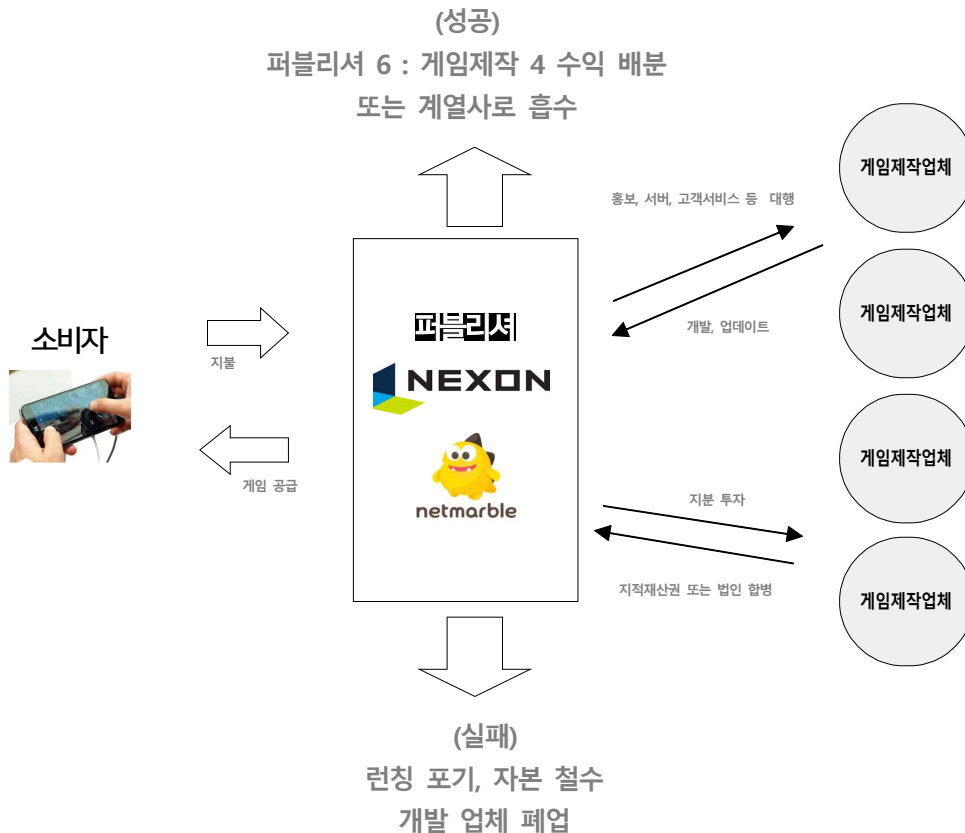 (성공)
퍼블리셔 6 : 게임제작 4 수익 배분
또는 계열사로 흡수
게임제작업체
홍보, 서버, 고객서비스 등 대행
게임제작업체
개발, 업데이트
퍼블리셔
소비자
지불
NEXON
게임 공급
netmarble
게임제작업체
지분 투자
지적재산권 또는 법인 합병
게임제작업체
(실패)
런칭 포기, 자본 철수
개발 업체 폐업